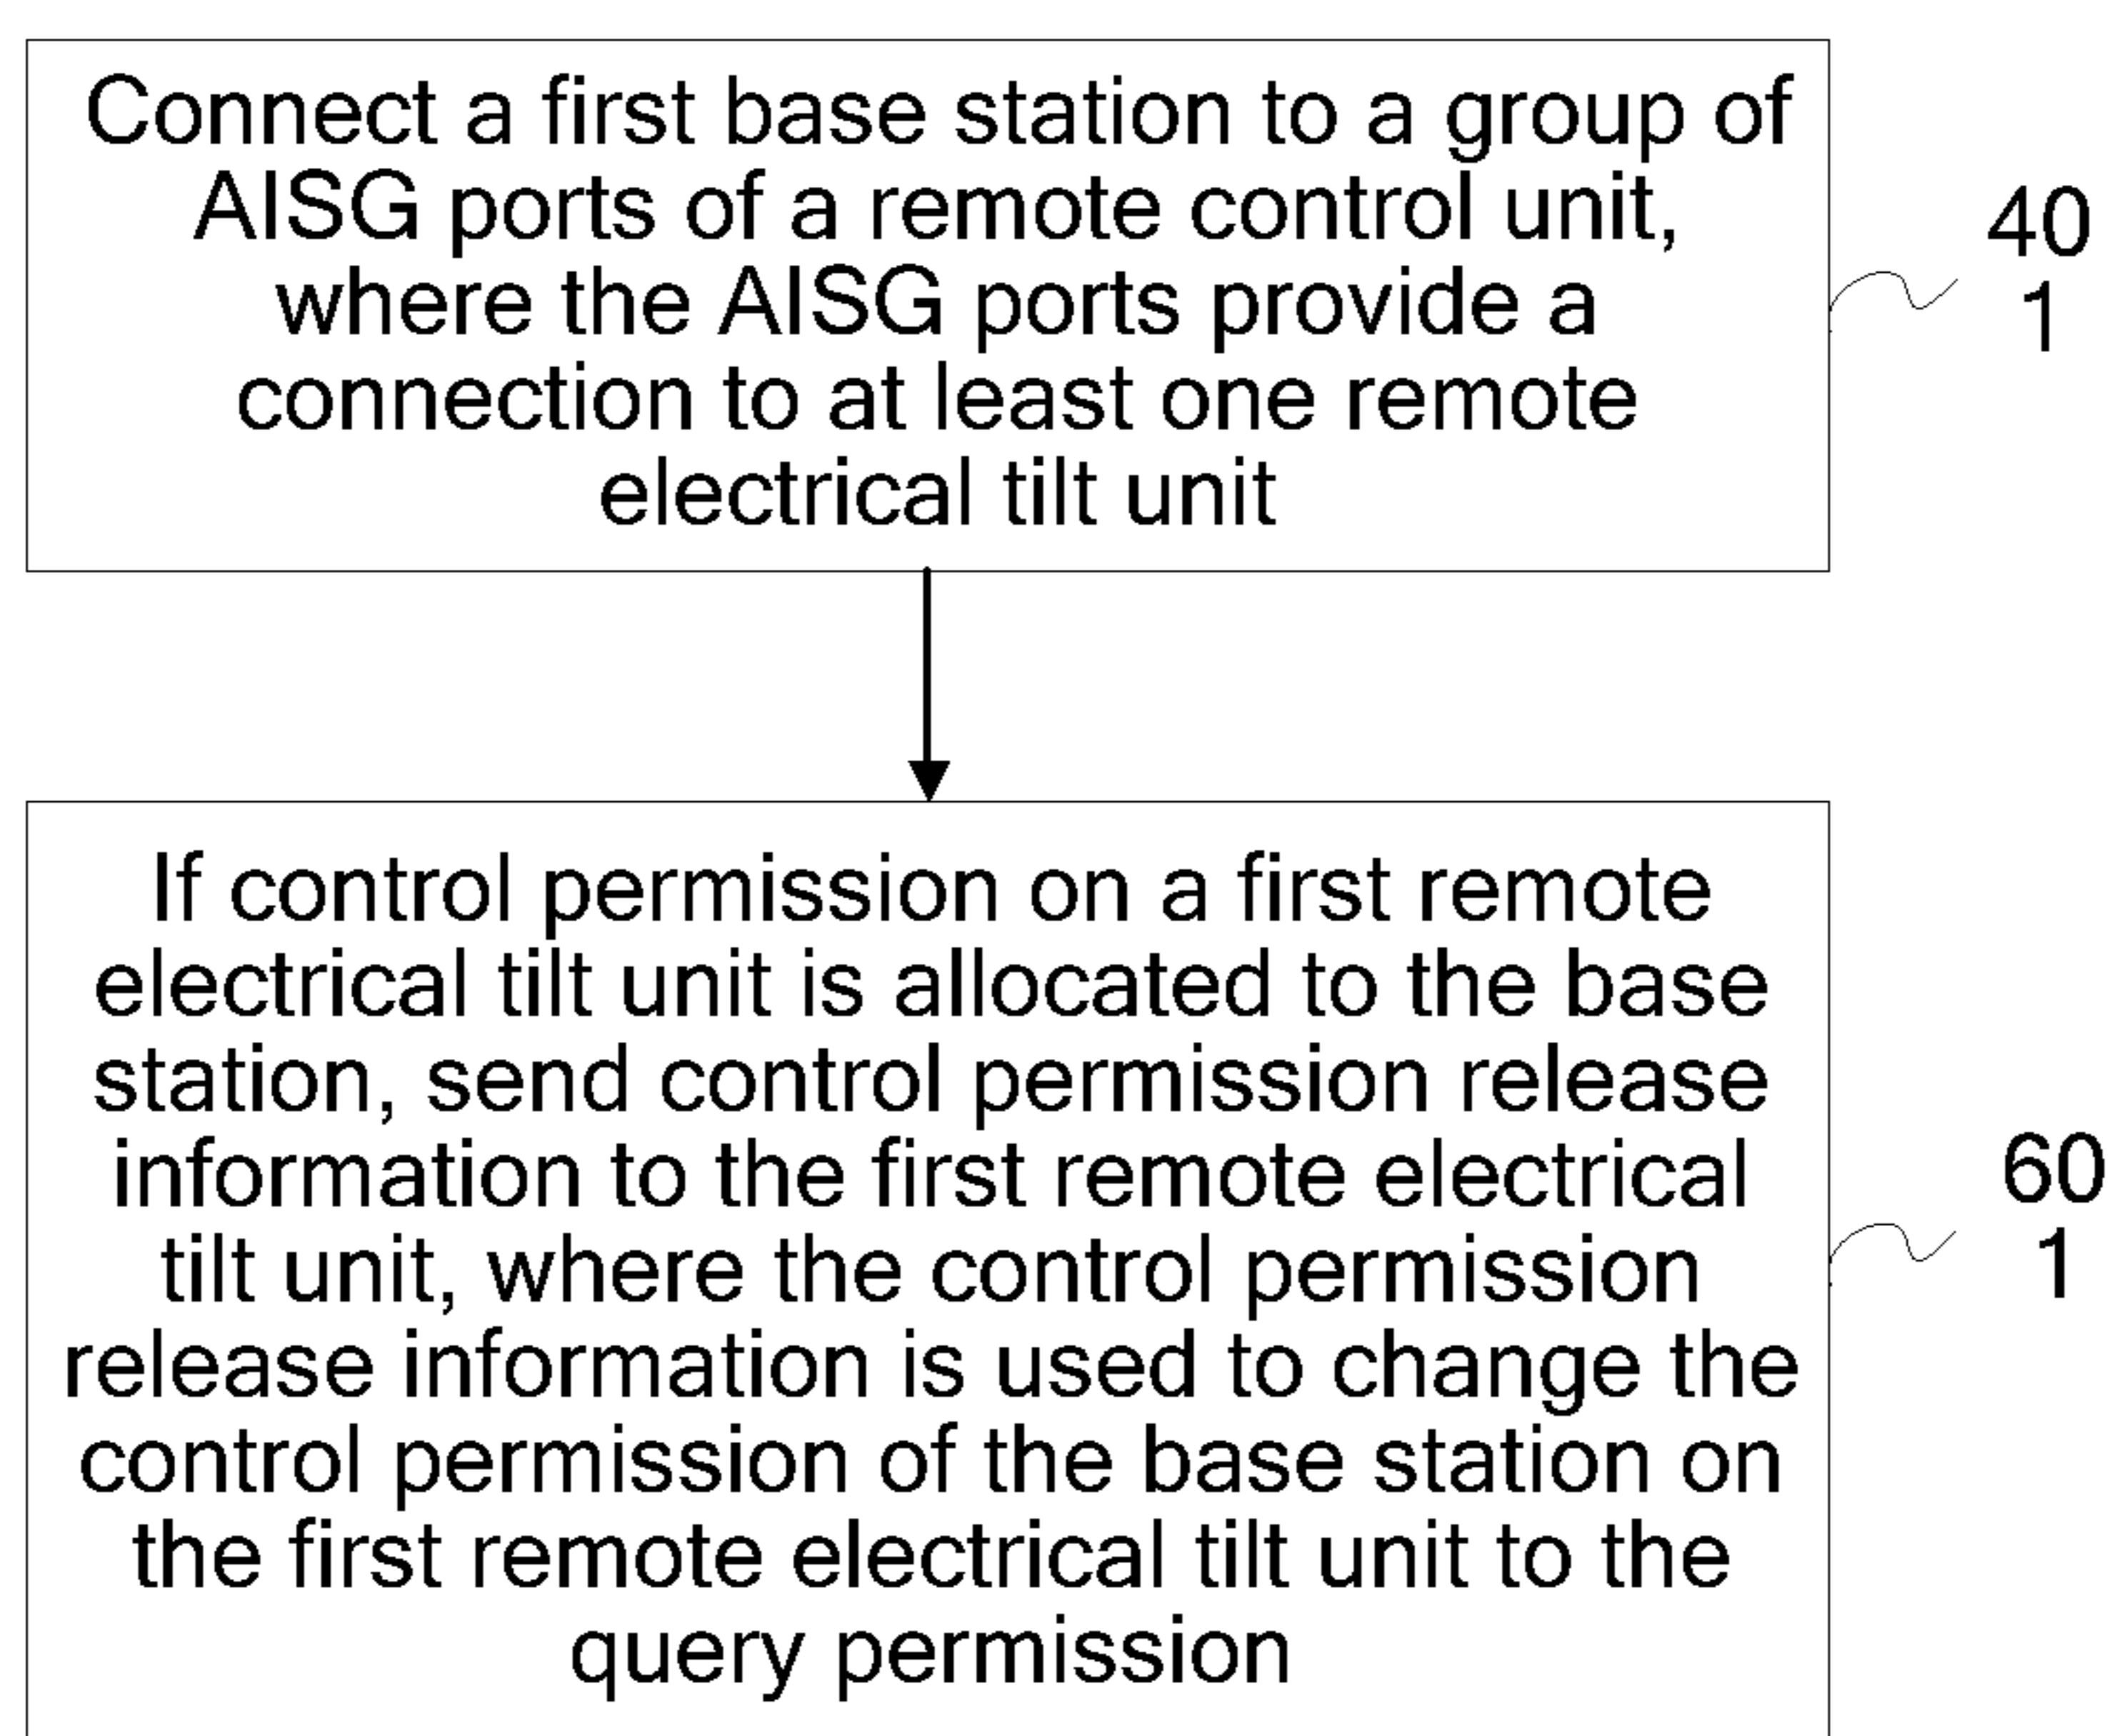 Connect a first base station to a group of
AISG ports of a remote control unit,
where the AISG ports provide a
connection to at least one remote
electrical tilt unit
40
1
If control permission on a first remote
electrical tilt unit is allocated to the base
station, send control permission release
information to the first remote electrical
tilt unit, where the control permission
release information is used to change the
control permission of the base station on
the first remote electrical tilt unit to the
query permission
60
1